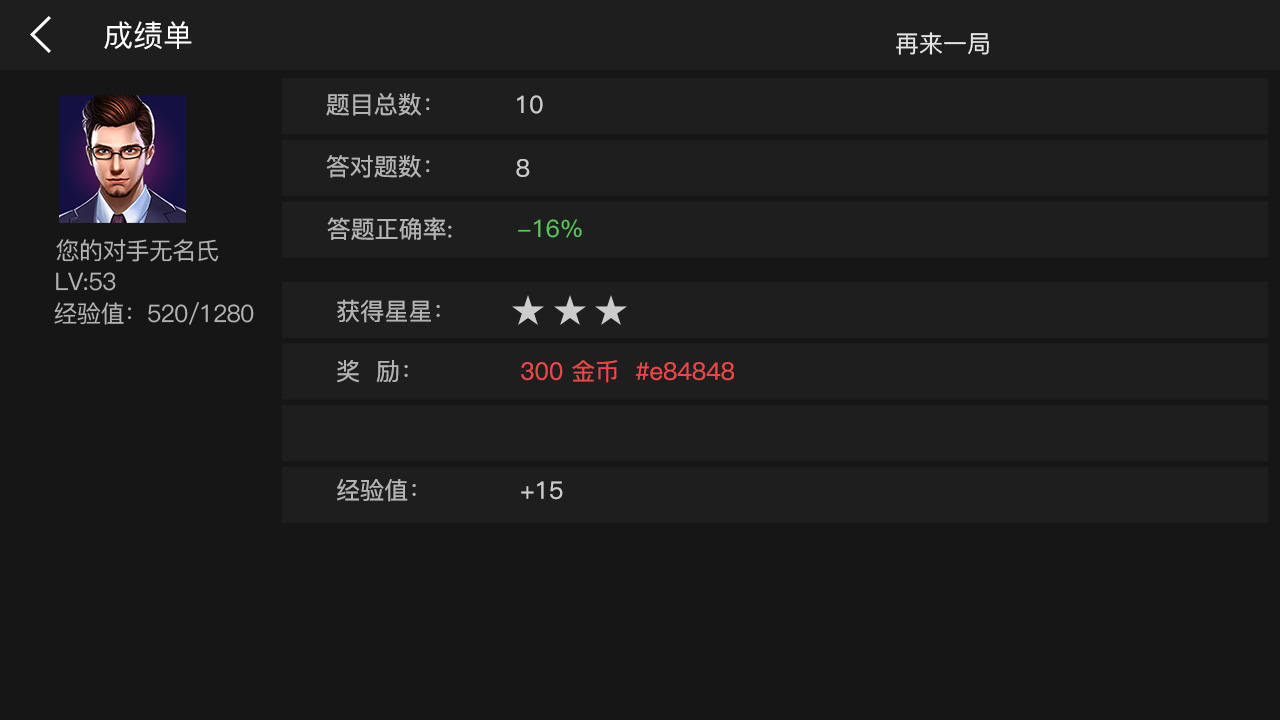 成绩单
再来一局
您的对手无名氏
LV:53
经验值：520/1280
题目总数： 10
答对题数： 8
答题正确率: -16%
获得星星： ★ ★ ★
奖 励： 300 金币 #e84848
经验值： +15